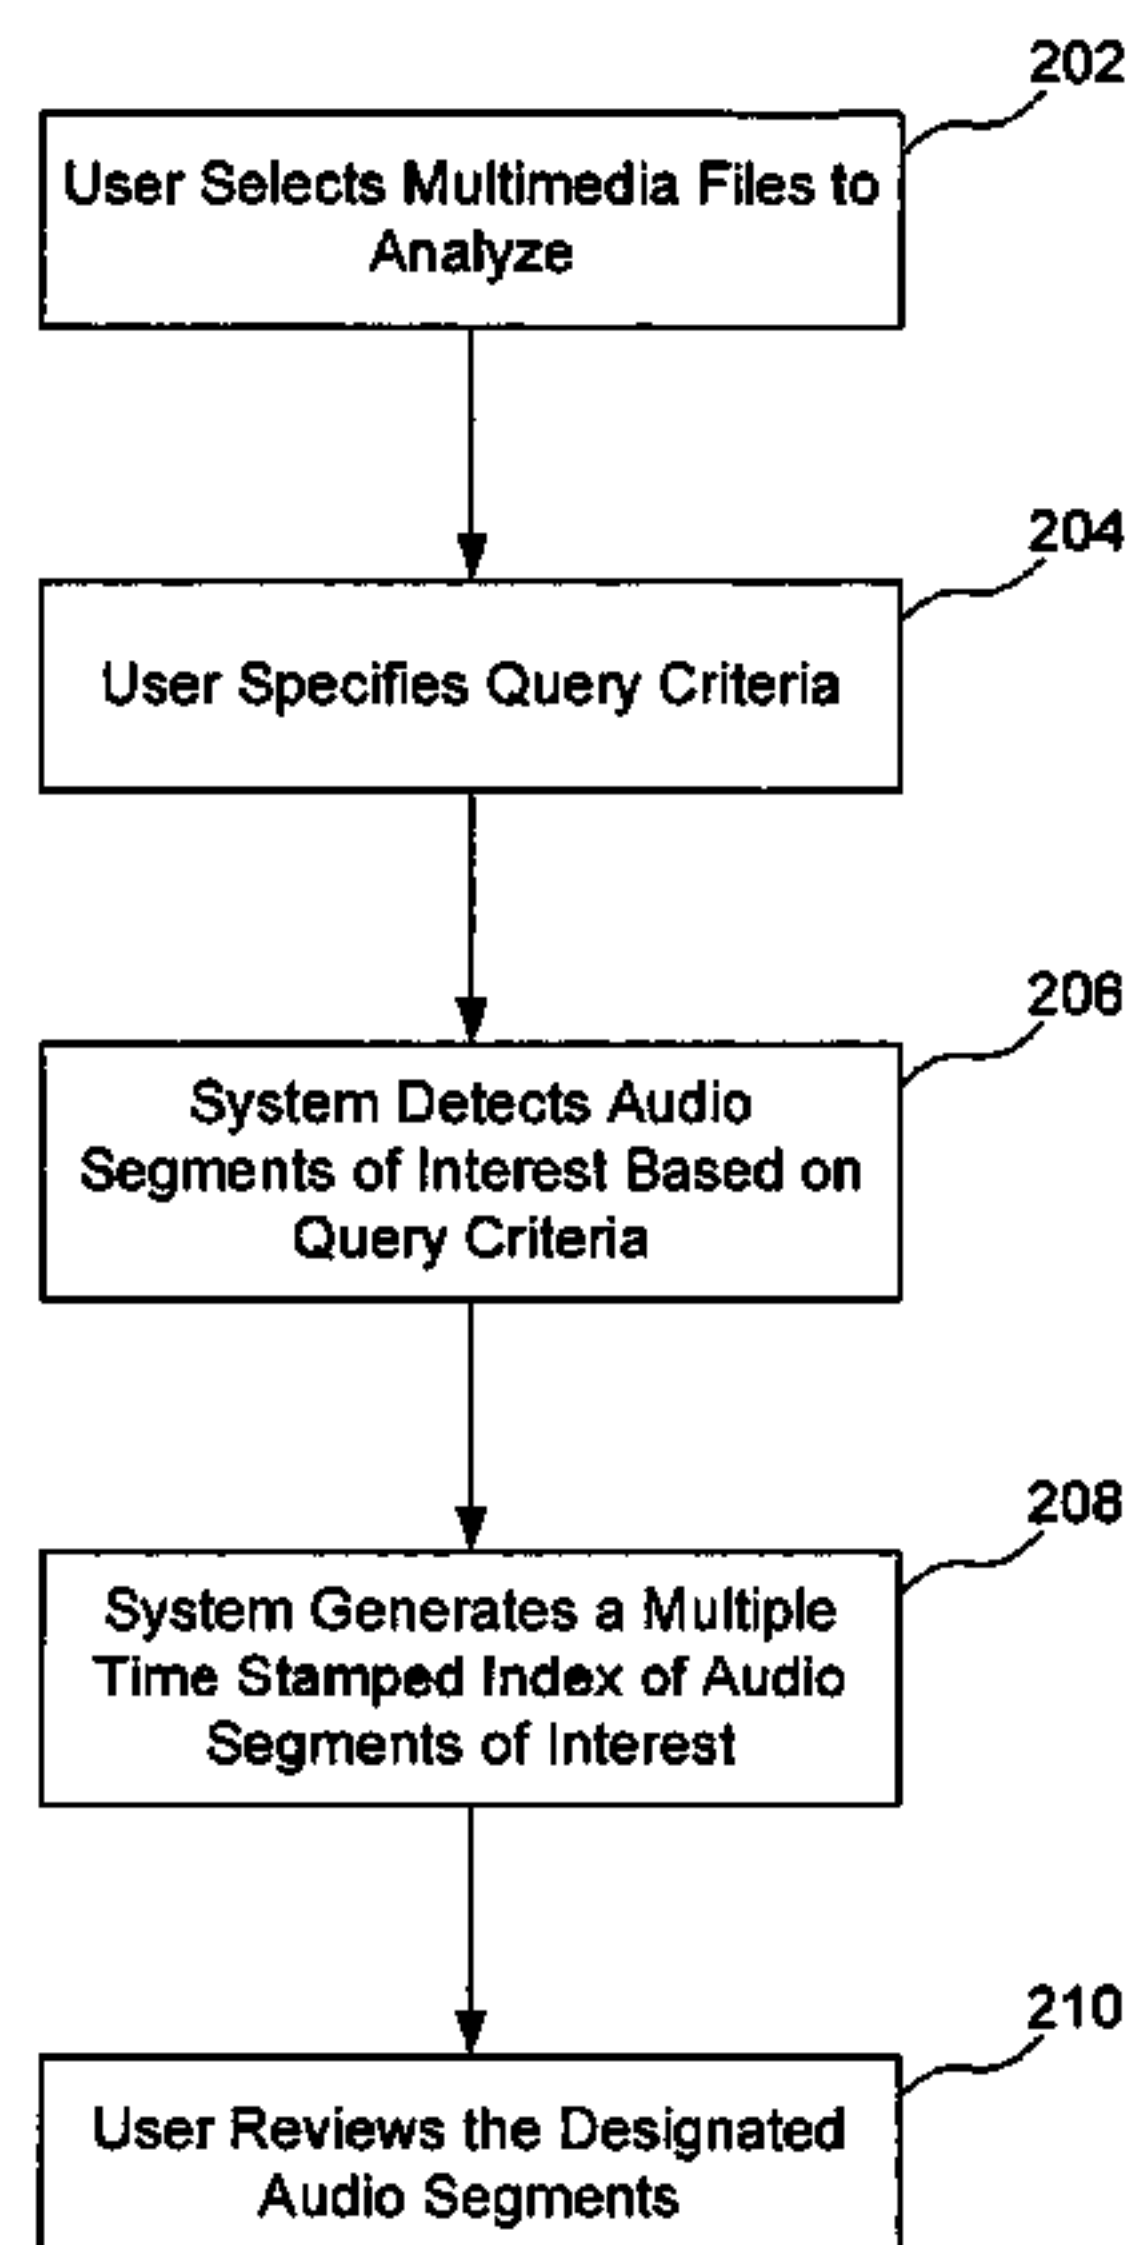 202
User Selects Multimedia Files to
Analyze
204
User Specifies Query Criteria
206
System Detects Audio
Segments of Interest Based on
Query Criteria
208
System Generates a Multiple
Time Stamped Index of Audio
Segments of Interest
210
User Reviews the Designated
Audio Segments